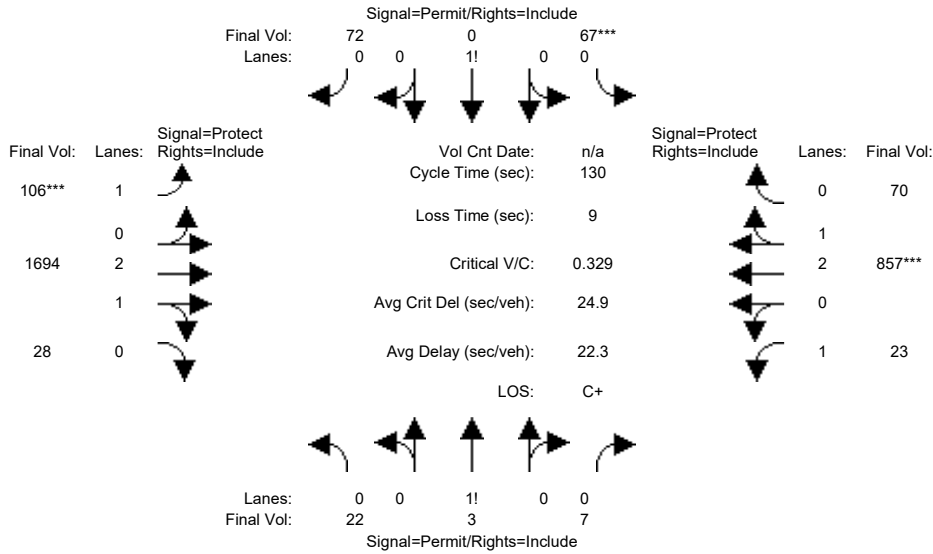 Signal=Permit/Rights=Include
Final Vol: 72 0 67***
Lanes: 0 0 1! 0 0
Signal=Protect
Final Vol: Lanes: Rights=Include
Vol Cnt Date: n/a
Signal=Protect
Rights=Include Lanes: Final Vol:
Cycle Time (sec): 130
106*** 1
0 70
Loss Time (sec): 9
0
1
1694 2
Critical V/C: 0.329
2 857***
1
Avg Crit Del (sec/veh): 24.9
0
28 0
Avg Delay (sec/veh): 22.3
1 23
LOS: C+
Lanes: 0 0 1! 0 0
Final Vol: 22 3 7
Signal=Permit/Rights=Include